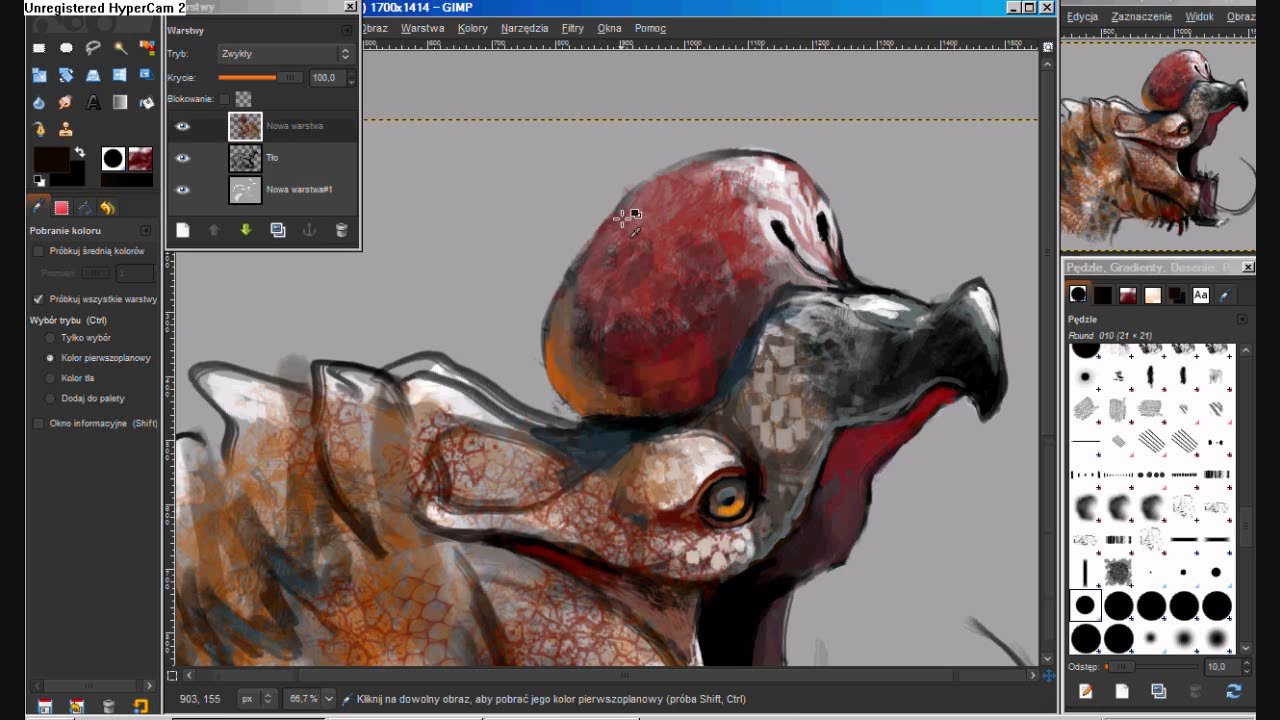 Unregistered HyperCam 2
) 1700x1414 – GIMP
Warstwa Kolory Narzędzia Filtry Okna Pomoc
Edycja Zaznaczenie Widok Obraz
Warstwy
Tryb: Zwykły
Krycie: 100,0
Blokowanie:
Nowa warstwa
Tło
Nowa warstwa#1
Pobranie koloru
Próbkuj średnią kolorów
Promień 3
Próbkuj wszystkie warstwy
Wybór trybu (Ctrl)
Tylko wybór
Kolor pierwszoplanowy
Kolor tła
Dodaj do palety
Okno informacyjne (Shift)
Pędzle, Gradienty, Desenie,
Aa
Pędzle
Round 010 (21 × 21)
Odstęp: 10,0
903, 155 px 66,7% Kliknij na dowolny obraz, aby pobrać jego kolor pierwszoplanowy (próba Shift, Ctrl)